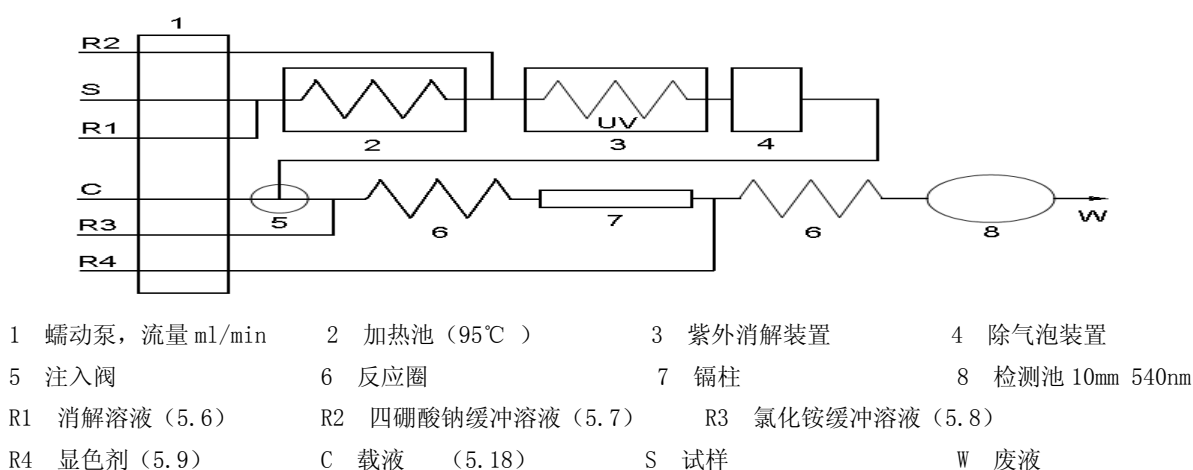 1
R2
S
UV
R1
2
3
4
C
5
6
7
6
8
W
R3
R4
1 蠕动泵，流量 ml/min 2 加热池（95℃ ） 3 紫外消解装置 4 除气泡装置
5 注入阀 6 反应圈 7 镉柱 8 检测池 10mm 540nm
R1 消解溶液（5.6） R2 四硼酸钠缓冲溶液（5.7） R3 氯化铵缓冲溶液（5.8）
R4 显色剂（5.9） C 载液 （5.18） S 试样 W 废液